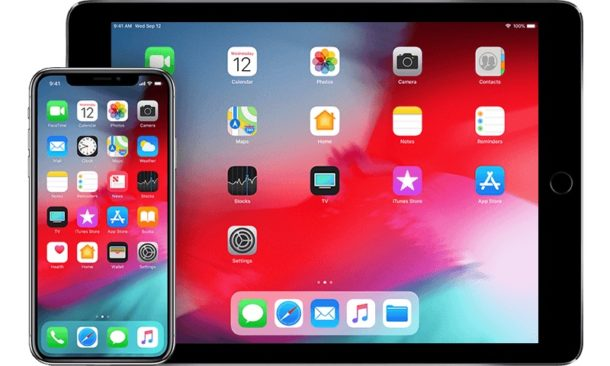 9:41 AM Wed Sep 12
100%
Wednesday
12
Calendar
Photos
Camera
Contacts
Maps
Home
Notes
Reminders
Stocks
TV
iTunes Store
App Store
Settings
9:41
FaceTime
12
Calendar
Photos
Camera
Mail
Clock
Maps
Weather
Notes
Reminders
News
Stocks
TV
iTunes Store
App Store
Books
Health
Home
Wallet
Settings